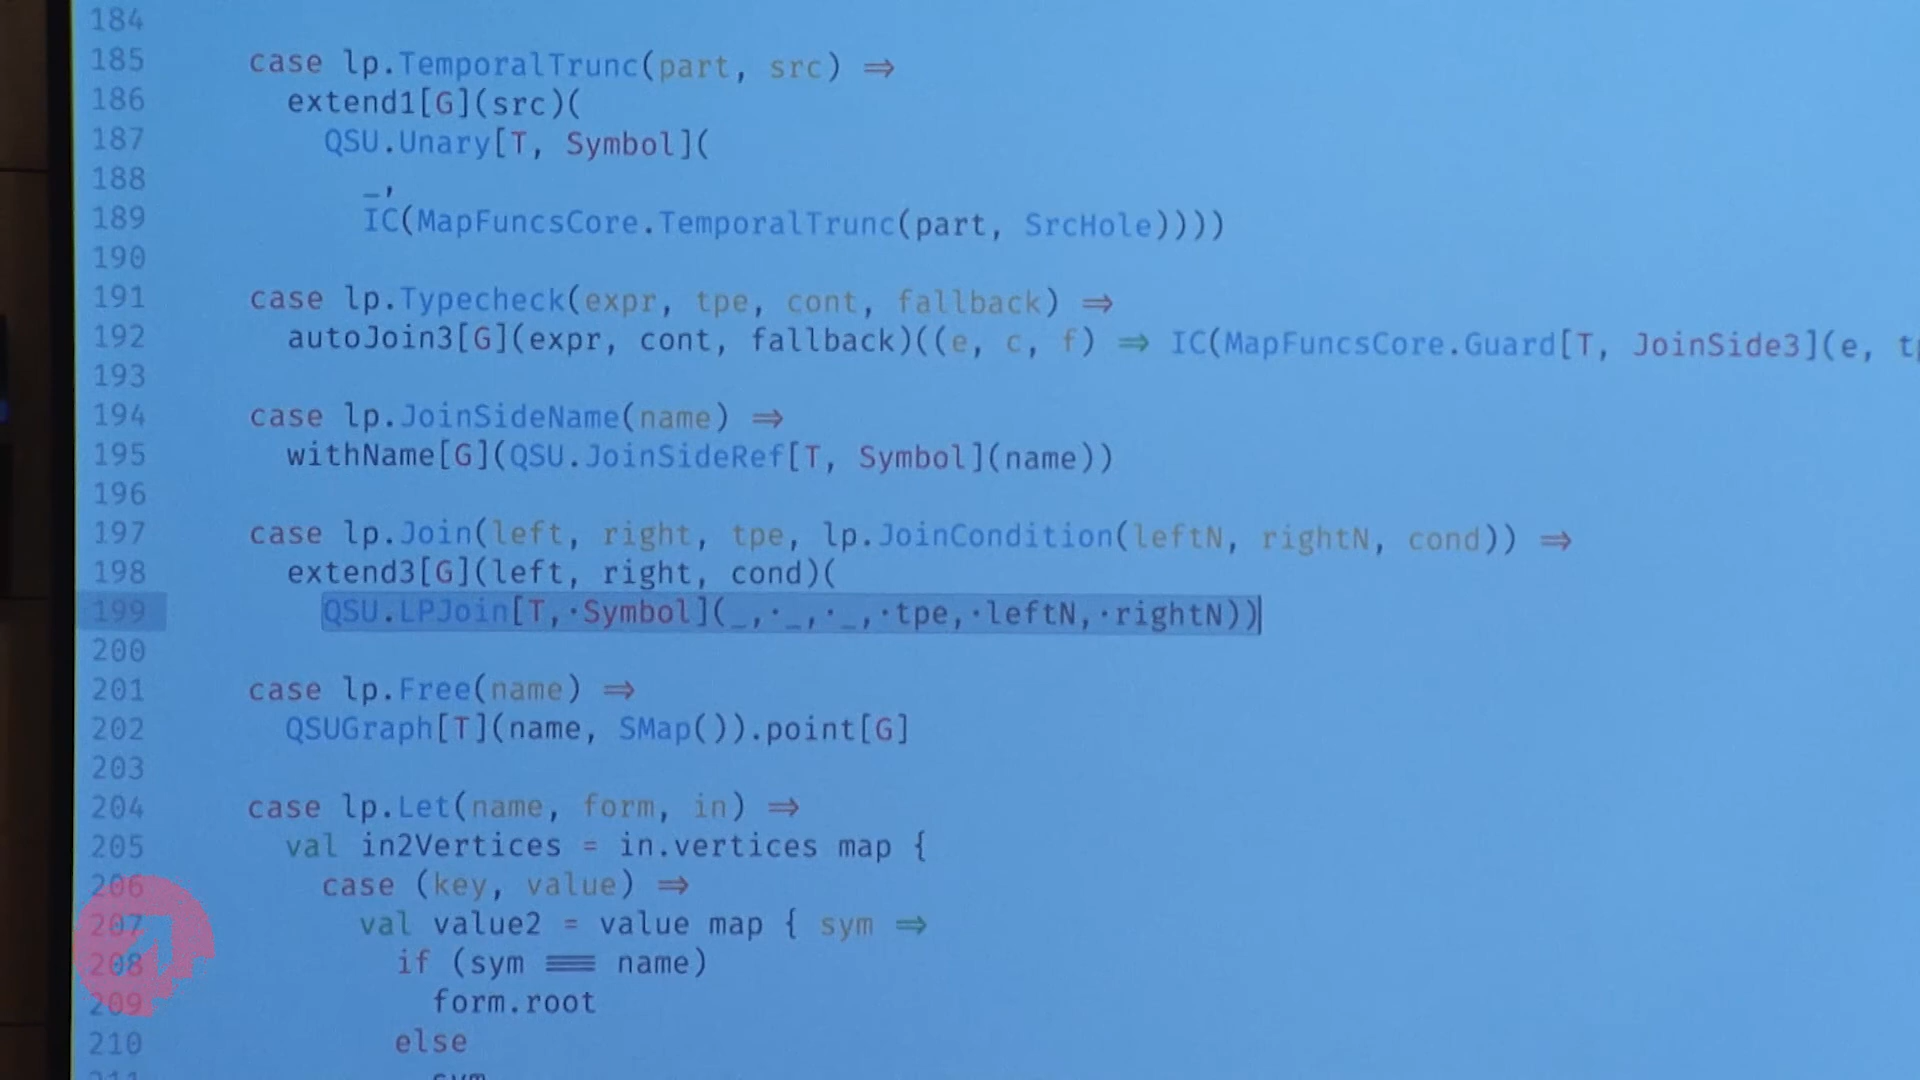 184
185 case lp.TemporalTrunc(part, src) ⇒
186 extend1[G](src)(
187 QSU.Unary[T, Symbol](
188 _,
189 IC(MapFuncsCore.TemporalTrunc(part, SrcHole))))
190
191 case lp.Typecheck(expr, tpe, cont, fallback) ⇒
192 autoJoin3[G](expr, cont, fallback)((e, c, f) ⇒ IC(MapFuncsCore.Guard[T, JoinSide3](e,
193
194 case lp.JoinSideName(name) ⇒
195 withName[G](QSU.JoinSideRef[T, Symbol](name))
196
197 case lp.Join(left, right, tpe, lp.JoinCondition(leftN, rightN, cond)) ⇒
198 extend3[G](left, right, cond)(
199 QSU.LPJoin[T,·Symbol](_,·_,·_,·tpe,·leftN,·rightN))
200
201 case lp.Free(name) ⇒
202 QSUGraph[T](name, SMap()).point[G]
203
204 case lp.Let(name, form, in) ⇒
205 val in2Vertices = in.vertices map {
206 case (key, value) ⇒
207 val value2 = value map { sym ⇒
208 if (sym ≡ name)
209 form.root
210 else
sym